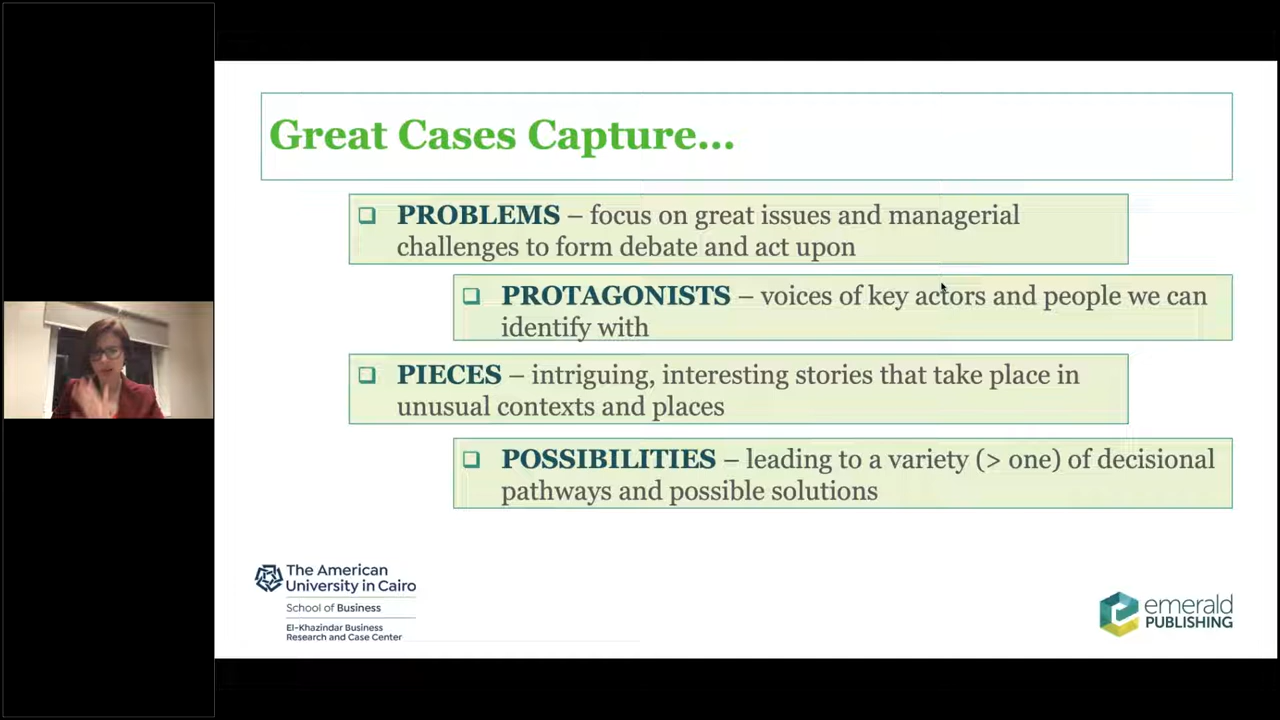 Great Cases Capture...
❑ PROBLEMS – focus on great issues and managerial
challenges to form debate and act upon
❑ PROTAGONISTS – voices of key actors and people we can
identify with
❑ PIECES – intriguing, interesting stories that take place in
unusual contexts and places
❑ POSSIBILITIES – leading to a variety (> one) of decisional
pathways and possible solutions
The American
University in Cairo
School of Business
El-Khazindar Business
Research and Case Center
emerald
PUBLISHING